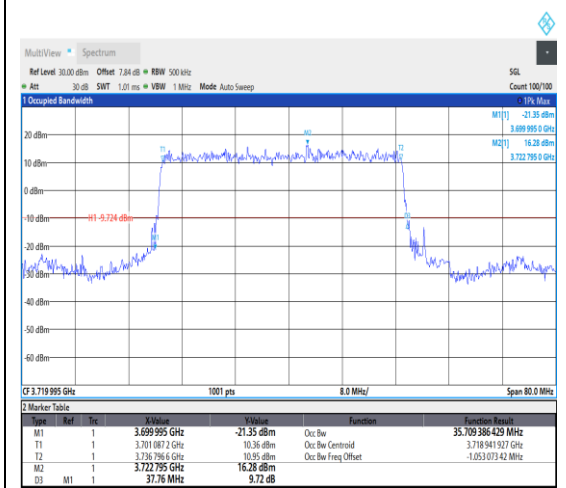 MultiView Spectrum
Ref Level 30.00 dBm Offset 7.84 dB RBW 500 kHz SGL
Att 30 dB SWT 1.01 ms VBW 1 MHz Mode Auto Sweep Count 100/100
1 Occupied Bandwidth 1Pk Max
M1[1] -21.35 dBm
3.699 995 0 GHz
M2[1] 16.28 dBm
3.722 795 0 GHz
20 dBm
M2
T1
T2
10 dBm
0 dBm
-10 dBm
H1 -9.724 dBm
D3
M1
-20 dBm
-30 dBm
-40 dBm
-50 dBm
-60 dBm
CF 3.719 995 GHz 1001 pts 8.0 MHz/ Span 80.0 MHz
2 Marker Table
Type Ref Trc X-Value Y-Value Function Function Result
M1 1 3.699 995 GHz -21.35 dBm Occ Bw 35.709 386 429 MHz
T1 1 3.701 087 2 GHz 10.36 dBm Occ Bw Centroid 3.718 941 927 GHz
T2 1 3.736 796 6 GHz 10.95 dBm Occ Bw Freq Offset -1.053 073 42 MHz
M2 1 3.722 795 GHz 16.28 dBm
D3 M1 1 37.76 MHz 9.72 dB